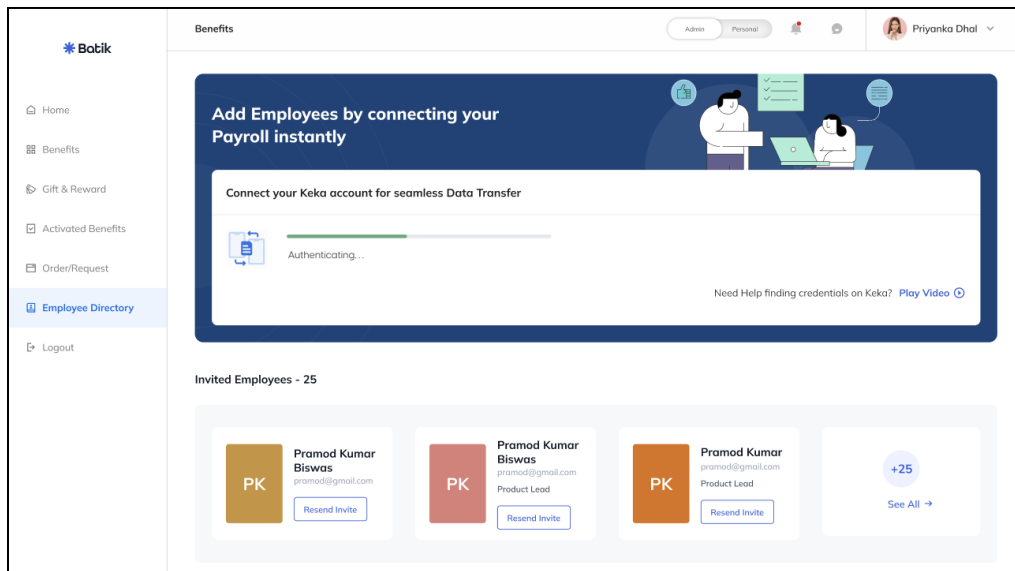 Batik
Home
Benefits
Gift & Reward
Activated Benefits
Order/Request
Employee Directory
Logout
Benefits
Admin
Personal
Priyanka Dhal
Add Employees by connecting your
Payroll instantly
Connect your Keka account for seamless Data Transfer
Authenticating...
Need Help finding credentials on Keka? Play Video
Invited Employees - 25
PK
Pramod Kumar
Biswas
pramod@gmail.com
Resend Invite
PK
Pramod Kumar
Biswas
pramod@gmail.com
Product Lead
Resend Invite
PK
Pramod Kumar
pramod@gmail.com
Product Lead
Resend Invite
+25
See All →